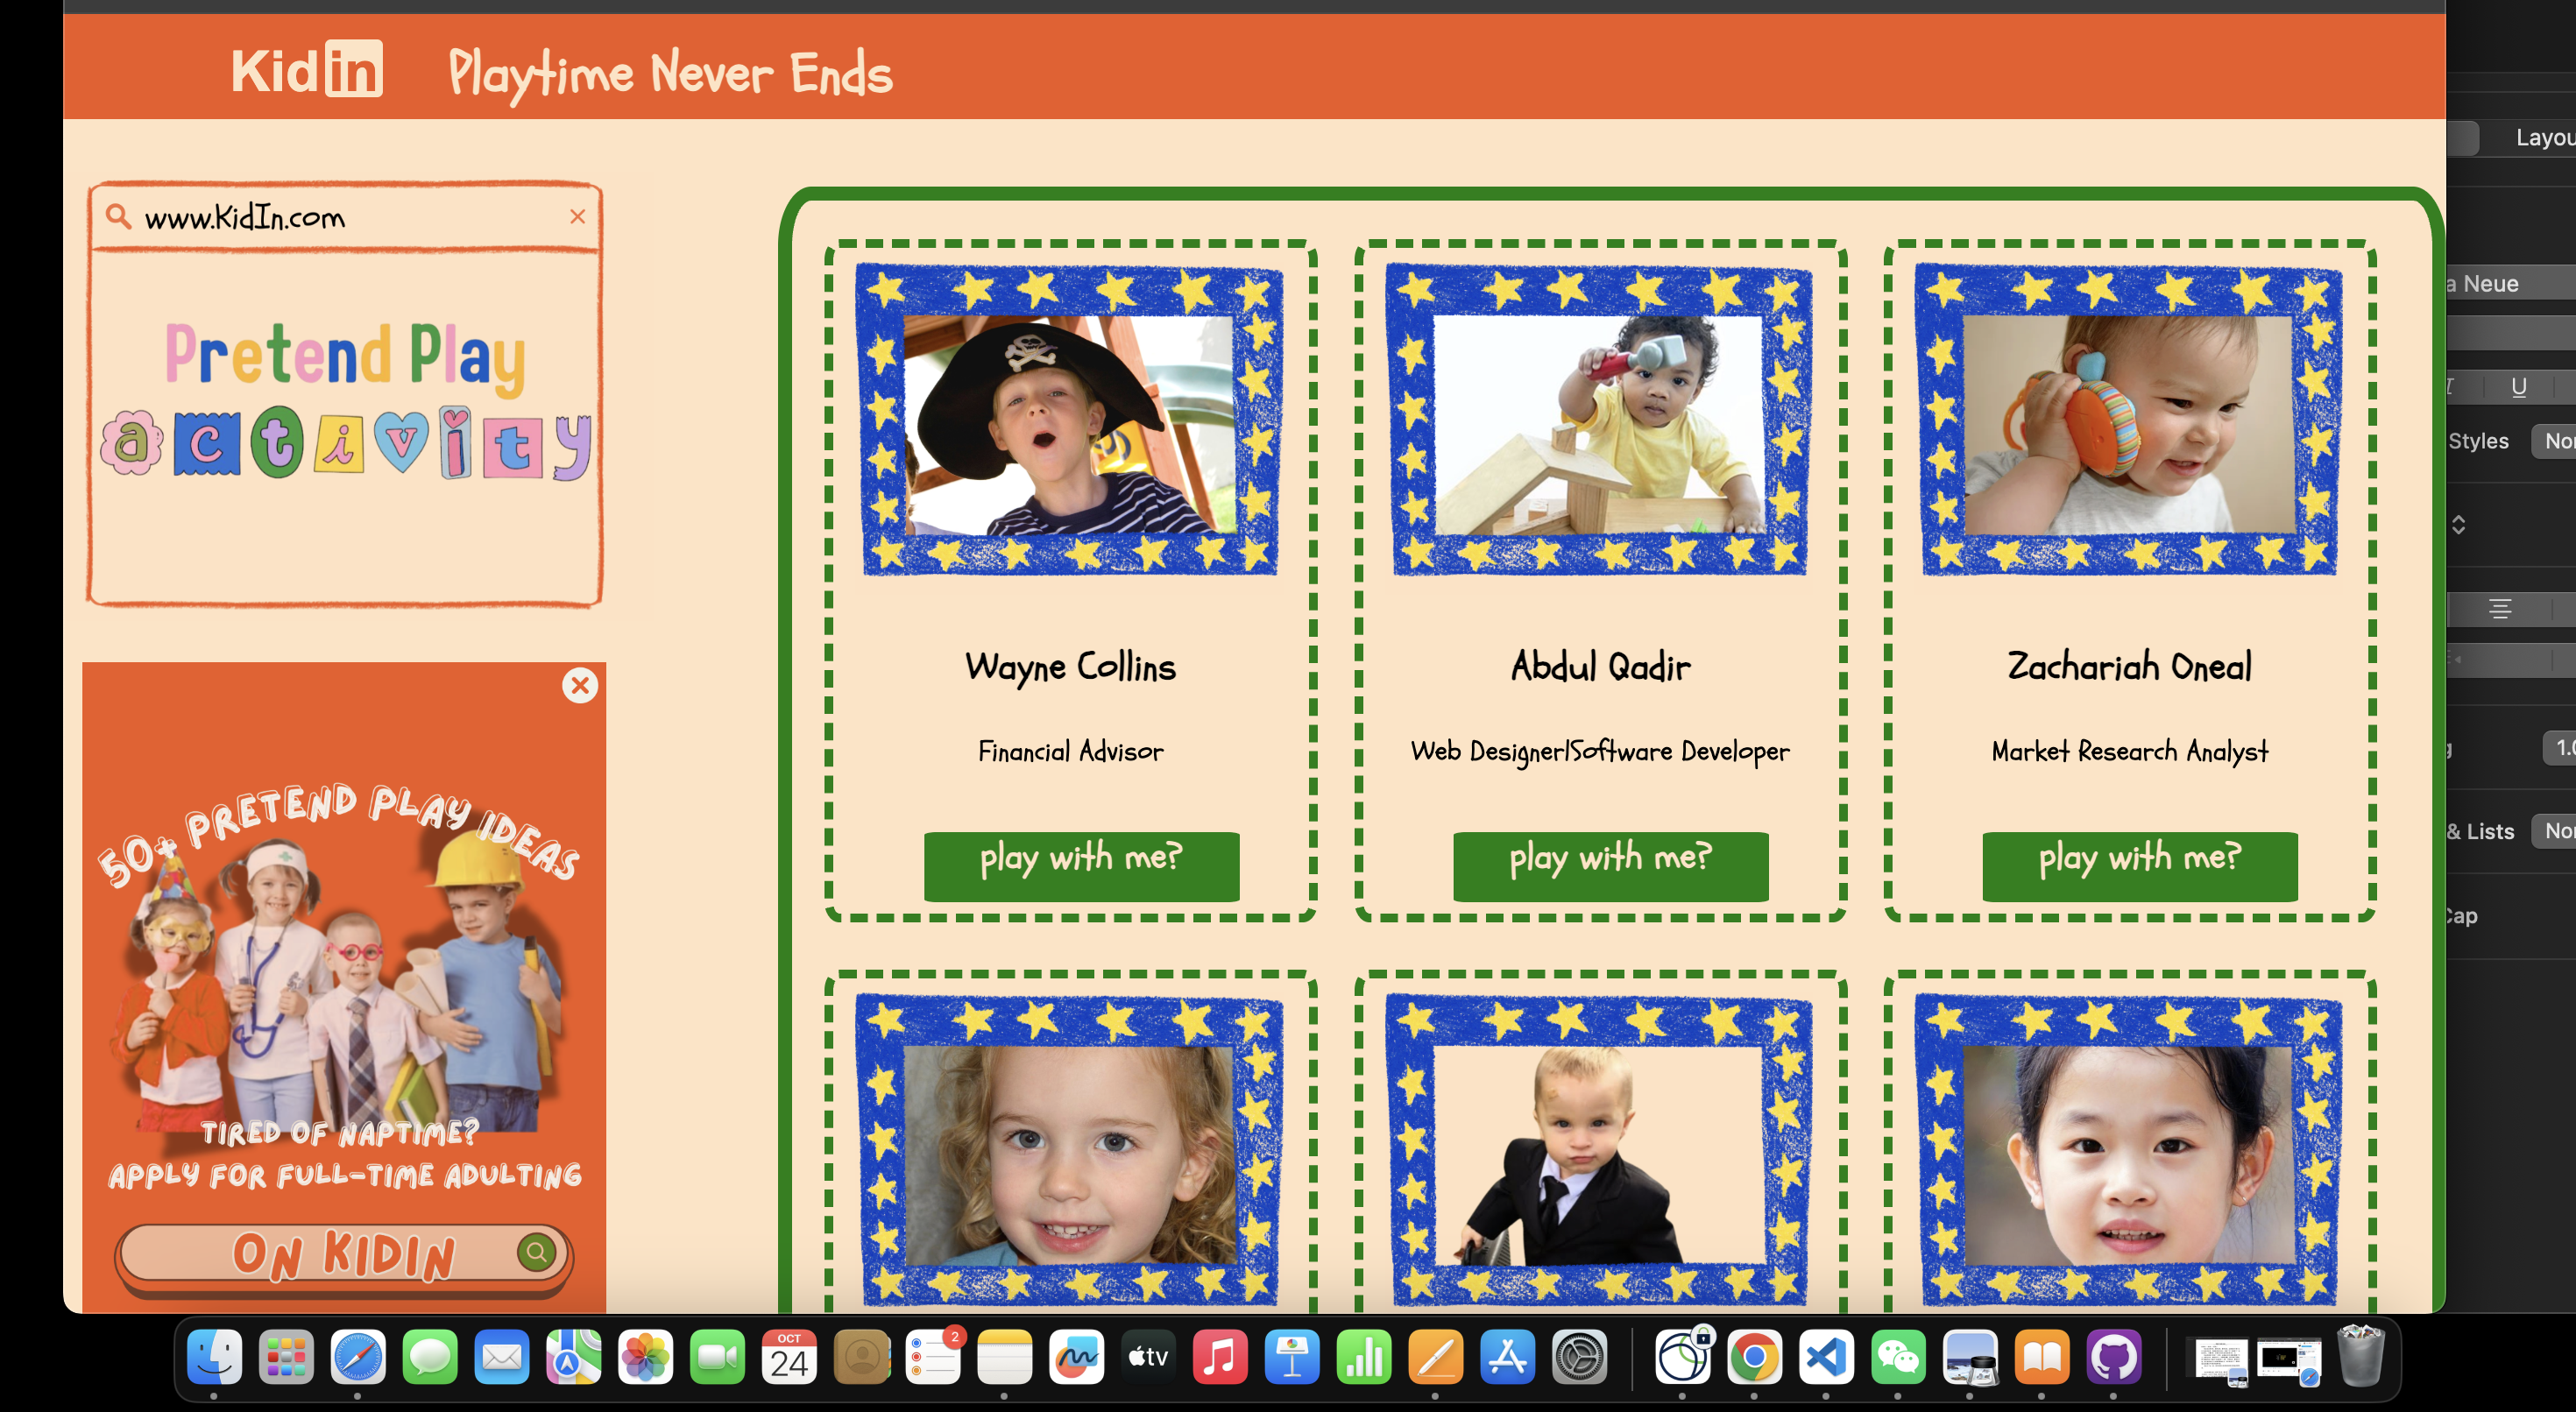 Kidin
Playtime Never Ends
www.KidIn.com
Pretend Play
activity
50+ PRETEND PLAY IDEAS
TIRED OF NAPTIME?
APPLY FOR FULL-TIME ADULTING
ON KIDIN
Wayne Collins
Financial Advisor
play with me?
Abdul Qadir
Web Designer|Software Developer
play with me?
Zachariah Oneal
Market Research Analyst
play with me?
Layou
a Neue
U
Styles
Non
1.0
& Lists
Non
Cap
OCT
24
2
tv